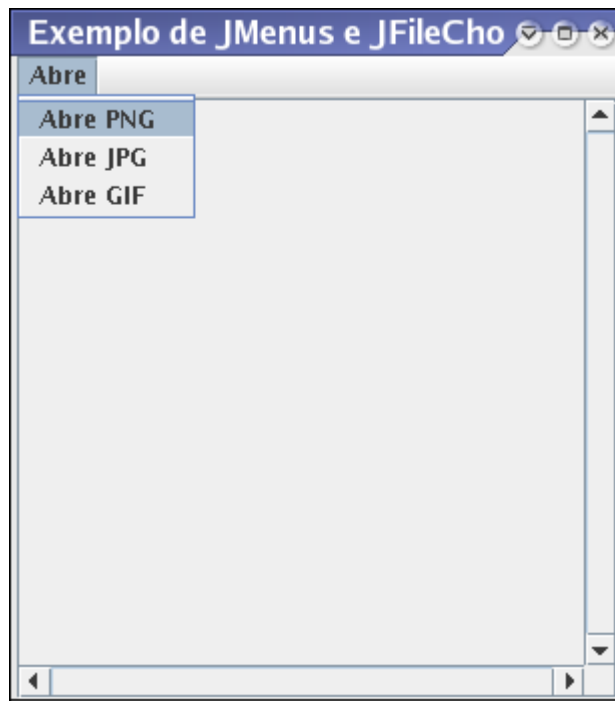 Exemplo de JMenus e JFileCho
Abre
Abre PNG
Abre JPG
Abre GIF